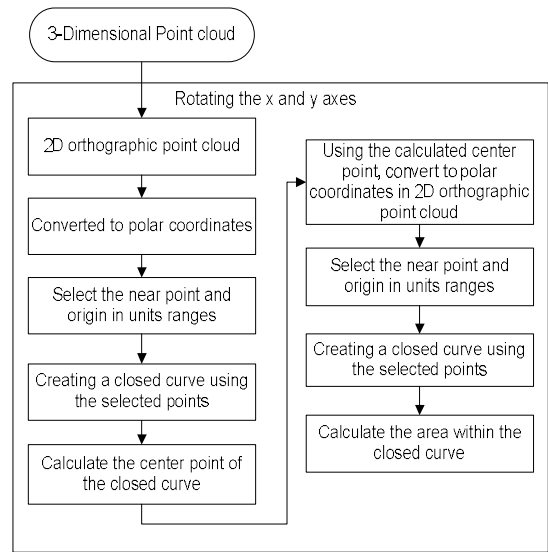 3-Dimensional Point cloud
Rotating the x and y axes
2D orthographic point cloud
Converted to polar coordinates
Select the near point and
origin in units ranges
Creating a closed curve using
the selected points
Calculate the center point of
the closed curve
Using the calculated center
point, convert to polar
coordinates in 2D orthographic
point cloud
Select the near point and
origin in units ranges
Creating a closed curve using
the selected points
Calculate the area within the
closed curve